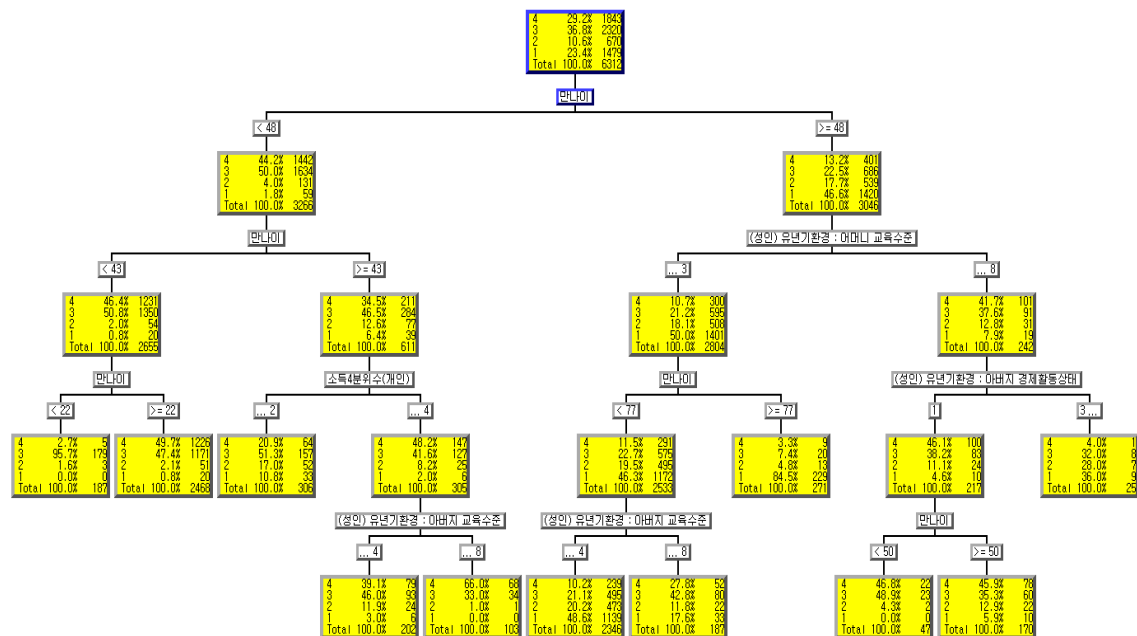 4 29.2% 1843
3 36.8% 2320
2 10.6% 670
1 23.4% 1479
Total 100.0% 6312
만나이
< 48
>= 48
4 44.2% 1442
3 50.0% 1634
2 4.0% 131
1 1.8% 59
Total 100.0% 3266
4 13.2% 401
3 22.5% 686
2 17.7% 539
1 46.6% 1420
Total 100.0% 3046
만나이
(성인) 유년기환경 : 어머니 교육수준
< 43
>= 43
... 3
... 8
4 46.4% 1231
3 50.8% 1350
2 2.0% 54
1 0.8% 20
Total 100.0% 2655
4 34.5% 211
3 46.5% 284
2 12.6% 77
1 6.4% 39
Total 100.0% 611
4 10.7% 300
3 21.2% 595
2 18.1% 508
1 50.0% 1401
Total 100.0% 2804
4 41.7% 101
3 37.6% 91
2 12.8% 31
1 7.9% 19
Total 100.0% 242
만나이
소득4분위수(개인)
만나이
(성인) 유년기환경 : 아버지 경제활동상태
< 22
>= 22
... 2
... 4
< 77
>= 77
1
3 ...
4 2.7% 5
3 95.7% 179
2 1.6% 3
1 0.0% 0
Total 100.0% 187
4 49.7% 1226
3 47.4% 1171
2 2.1% 51
1 0.8% 20
Total 100.0% 2468
4 20.9% 64
3 51.3% 157
2 17.0% 52
1 10.8% 33
Total 100.0% 306
4 48.2% 147
3 41.6% 127
2 8.2% 25
1 2.0% 6
Total 100.0% 305
4 11.5% 291
3 22.7% 575
2 19.5% 495
1 46.3% 1172
Total 100.0% 2533
4 3.3% 9
3 7.4% 20
2 4.8% 13
1 84.5% 229
Total 100.0% 271
4 46.1% 100
3 38.2% 83
2 11.1% 24
1 4.6% 10
Total 100.0% 217
4 4.0% 1
3 32.0% 8
2 28.0% 7
1 36.0% 9
Total 100.0% 25
(성인) 유년기환경 : 아버지 교육수준
(성인) 유년기환경 : 아버지 교육수준
만나이
... 4
... 8
... 4
... 8
< 50
>= 50
4 39.1% 79
3 46.0% 93
2 11.9% 24
1 3.0% 6
Total 100.0% 202
4 66.0% 68
3 33.0% 34
2 1.0% 1
1 0.0% 0
Total 100.0% 103
4 10.2% 239
3 21.1% 495
2 20.2% 473
1 48.6% 1139
Total 100.0% 2346
4 27.8% 52
3 42.8% 80
2 11.8% 22
1 17.6% 33
Total 100.0% 187
4 46.8% 22
3 48.9% 23
2 4.3% 2
1 0.0% 0
Total 100.0% 47
4 45.9% 78
3 35.3% 60
2 12.9% 22
1 5.9% 10
Total 100.0% 170